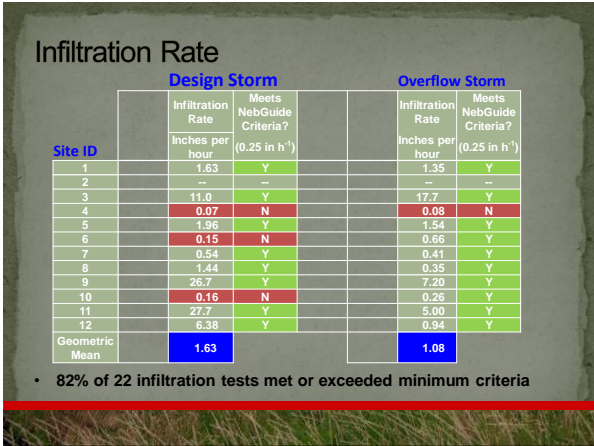 Infiltration Rate
Design Storm Overflow Storm
Infiltration Rate Meets NebGuide Criteria? Infiltration Rate Meets NebGuide Criteria?
Site ID Inches per hour (0.25 in h-1) Inches per hour (0.25 in h-1)
1 1.63 Y 1.35 Y
2 -- -- -- --
3 11.0 Y 17.7 Y
4 0.07 N 0.08 N
5 1.96 Y 1.54 Y
6 0.15 N 0.66 Y
7 0.54 Y 0.41 Y
8 1.44 Y 0.35 Y
9 26.7 Y 7.20 Y
10 0.16 N 0.26 Y
11 27.7 Y 5.00 Y
12 6.38 Y 0.94 Y
Geometric Mean 1.63 1.08
• 82% of 22 infiltration tests met or exceeded minimum criteria